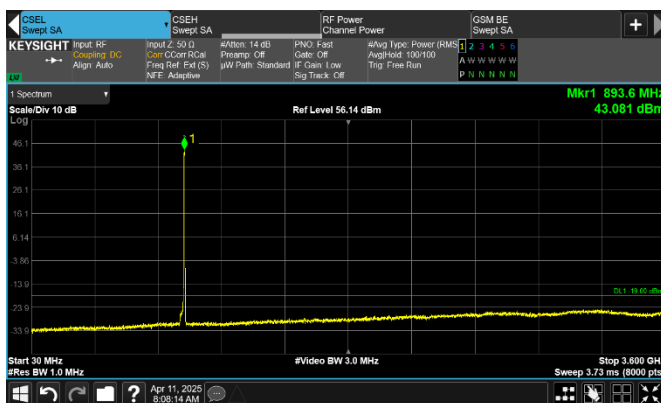 CSEL
Swept SA
CSEH
Swept SA
RF Power
Channel Power
GSM BE
Swept SA
+
KEYSIGHT
Input: RF
Coupling: DC
Align: Auto
Input Z: 50 Ω
Corr CCorr RCal
Freq Ref: Ext (S)
NFE: Adaptive
#Atten: 14 dB
Preamp: Off
µW Path: Standard
PNO: Fast
Gate: Off
IF Gain: Low
Sig Track: Off
#Avg Type: Power (RMS
Avg|Hold: 100/100
Trig: Free Run
1 2 3 4 5 6
A W W W W W
P N N N N N
1 Spectrum
Scale/Div 10 dB
Ref Level 56.14 dBm
Mkr1 893.6 MHz
43.081 dBm
Log
1
46.1
36.1
26.1
16.1
6.14
-3.86
-13.9
-23.9
-33.9
DL1 -19.00 dBm
Start 30 MHz
#Res BW 1.0 MHz
#Video BW 3.0 MHz
Stop 3.600 GH
Sweep 3.73 ms (8000 pts
?
Apr 11, 2025
8:08:14 AM